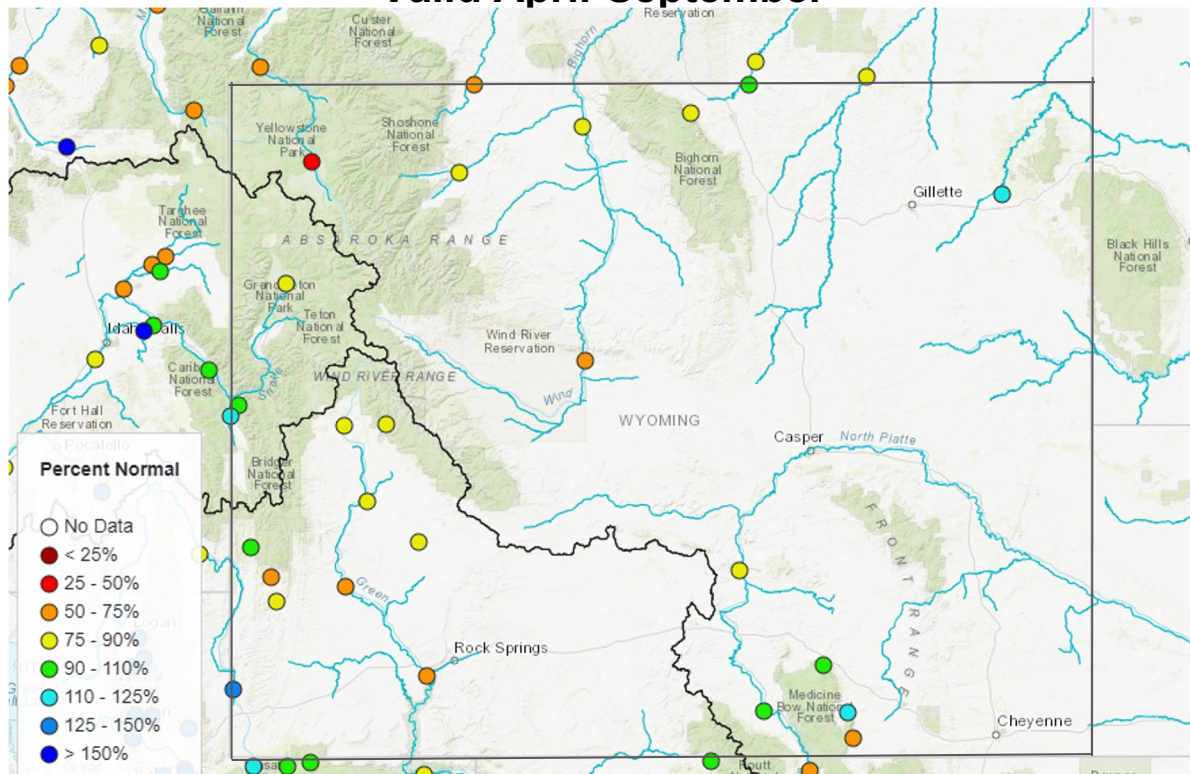 Valid April-September
Gallatin
National
Forest
Custer
National
Forest
Reservation
Bighorn
Yellowstone
National
Park
Shoshone
National
Forest
Bighorn
National
Forest
Gillette
Targhee
National
Forest
ABSAROKA RANGE
Black Hills
National
Forest
Grand Teton
National
Park
Teton
National
Forest
Idaho Falls
Wind River
Reservation
Caribou
National
Forest
Snake
WIND RIVER RANGE
Wind
Fort Hall
Reservation
WYOMING
Casper
North Platte
Pocatello
Bridger
National
Forest
Percent Normal
No Data
< 25%
25 - 50%
50 - 75%
75 - 90%
90 - 110%
110 - 125%
125 - 150%
> 150%
FRONT RANGE
Green
Logan
Rock Springs
Medicine
Bow National
Forest
Cheyenne
Routt